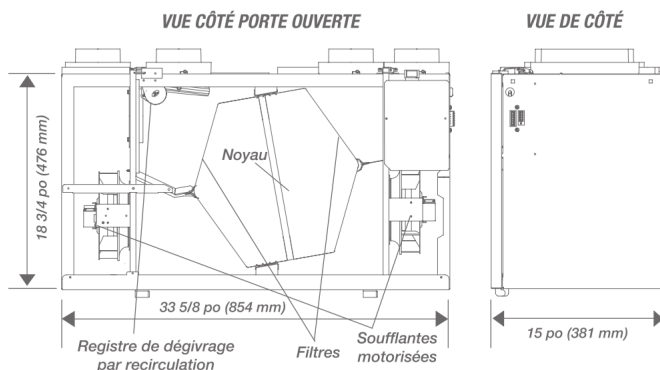 VUE CÔTÉ PORTE OUVERTE
VUE DE CÔTÉ
Noyau
18 3/4 po (476 mm)
33 5/8 po (854 mm)
15 po (381 mm)
Registre de dégivrage
par recirculation
Filtres
Soufflantes
motorisées